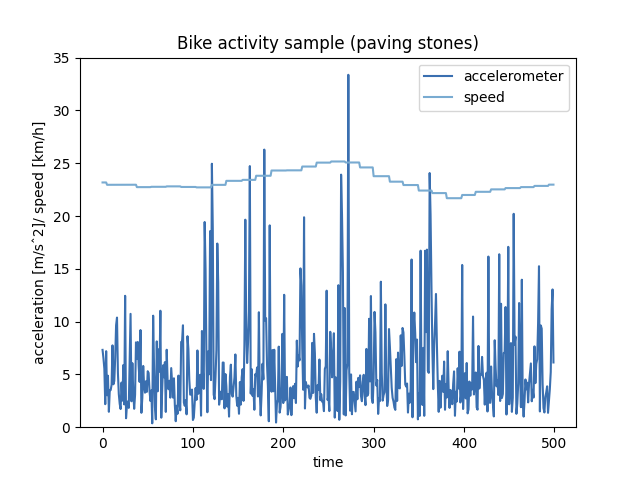 Bike activity sample (paving stones)
accelerometer
speed
acceleration [m/sˆ2]/ speed [km/h]
35
30
25
20
15
10
5
0
0 100 200 300 400 500
time